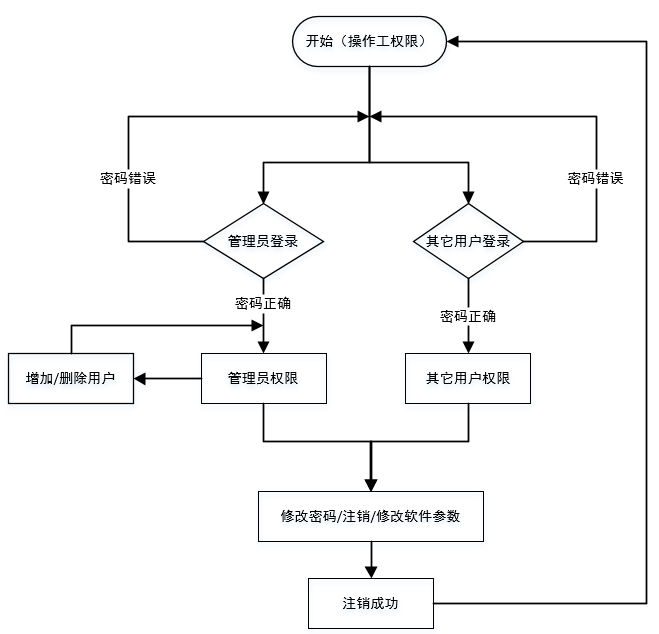 开始（操作工权限）
密码错误
密码错误
管理员登录
其它用户登录
密码正确
密码正确
增加/删除用户
管理员权限
其它用户权限
修改密码/注销/修改软件参数
注销成功